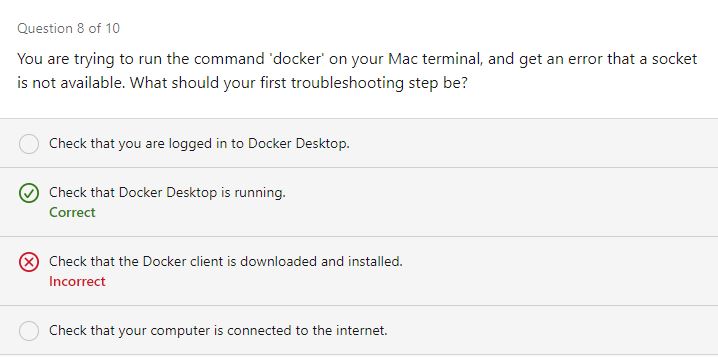 Question 8 of 10
You are trying to run the command 'docker' on your Mac terminal, and get an error that a socket
is not available. What should your first troubleshooting step be?
Check that you are logged in to Docker Desktop.
Check that Docker Desktop is running.
Correct
Check that the Docker client is downloaded and installed.
Incorrect
Check that your computer is connected to the internet.